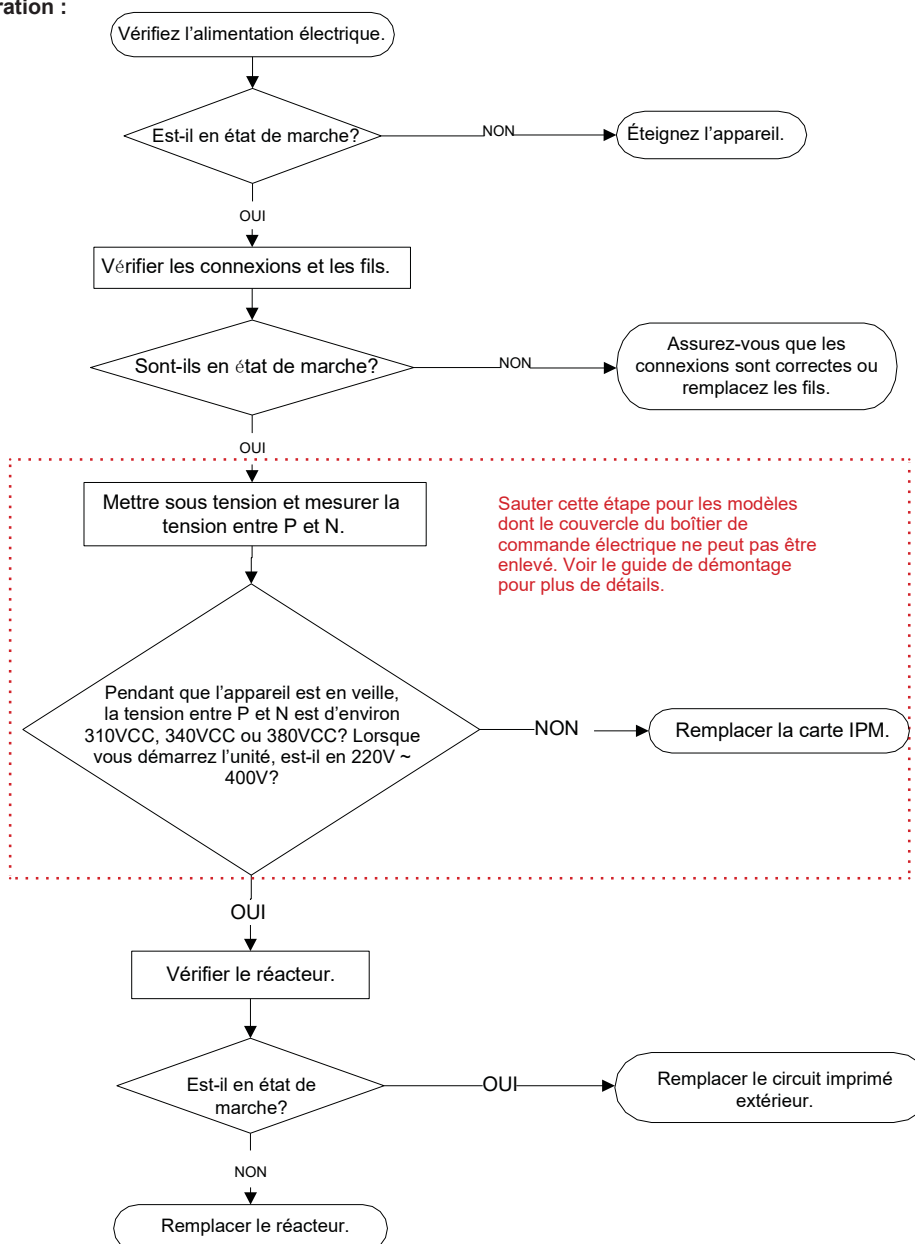 Vérifiez l’alimentation électrique.
Est-il en état de marche?
NON
Éteignez l’appareil.
OUI
Vérifier les connexions et les fils.
Sont-ils en état de marche?
NON
Assurez-vous que les
connexions sont correctes ou
remplacez les fils.
OUI
Mettre sous tension et mesurer la
tension entre P et N.
Sauter cette étape pour les modèles
dont le couvercle du boîtier de
commande électrique ne peut pas être
enlevé. Voir le guide de démontage
pour plus de détails.
Pendant que l’appareil est en veille,
la tension entre P et N est d’environ
310VCC, 340VCC ou 380VCC? Lorsque
vous démarrez l’unité, est-il en 220V ~
400V?
NON
Remplacer la carte IPM.
OUI
Vérifier le réacteur.
Est-il en état de
marche?
OUI
Remplacer le circuit imprimé
extérieur.
NON
Remplacer le réacteur.